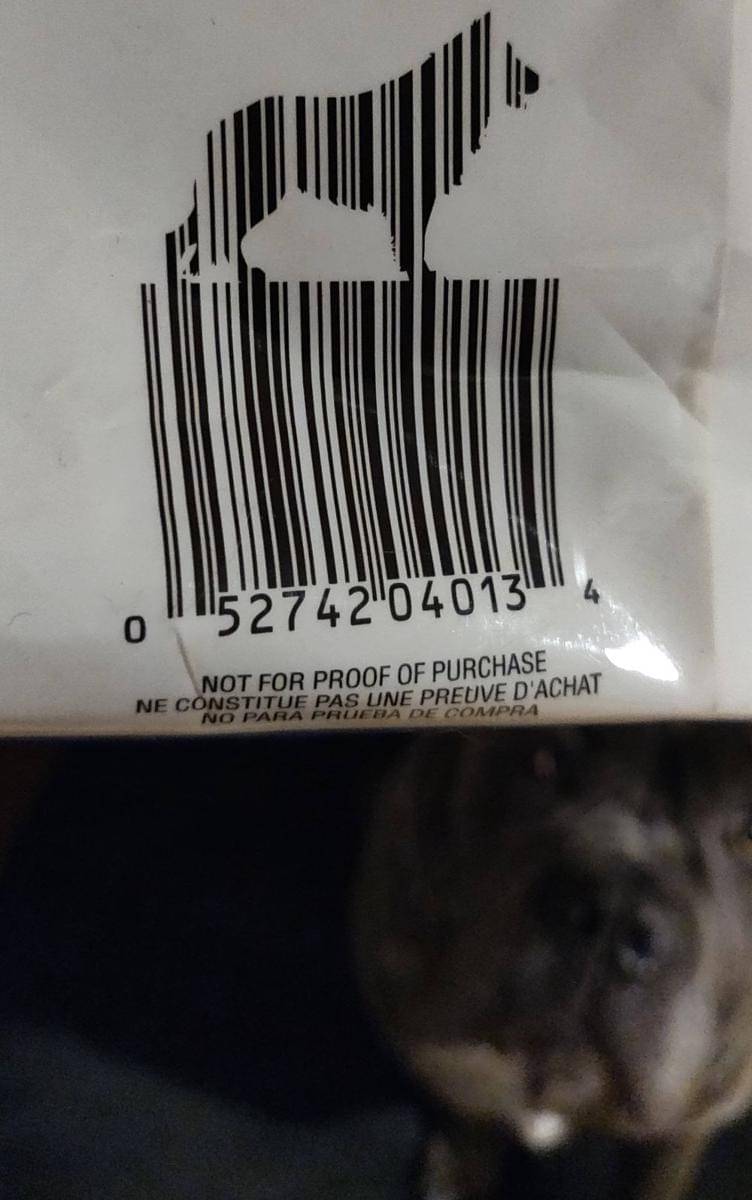 0 52742 04013 4
NOT FOR PROOF OF PURCHASE
NE CONSTITUE PAS UNE PREUVE D'ACHAT
NO PARA PRUEBA DE COMPRA